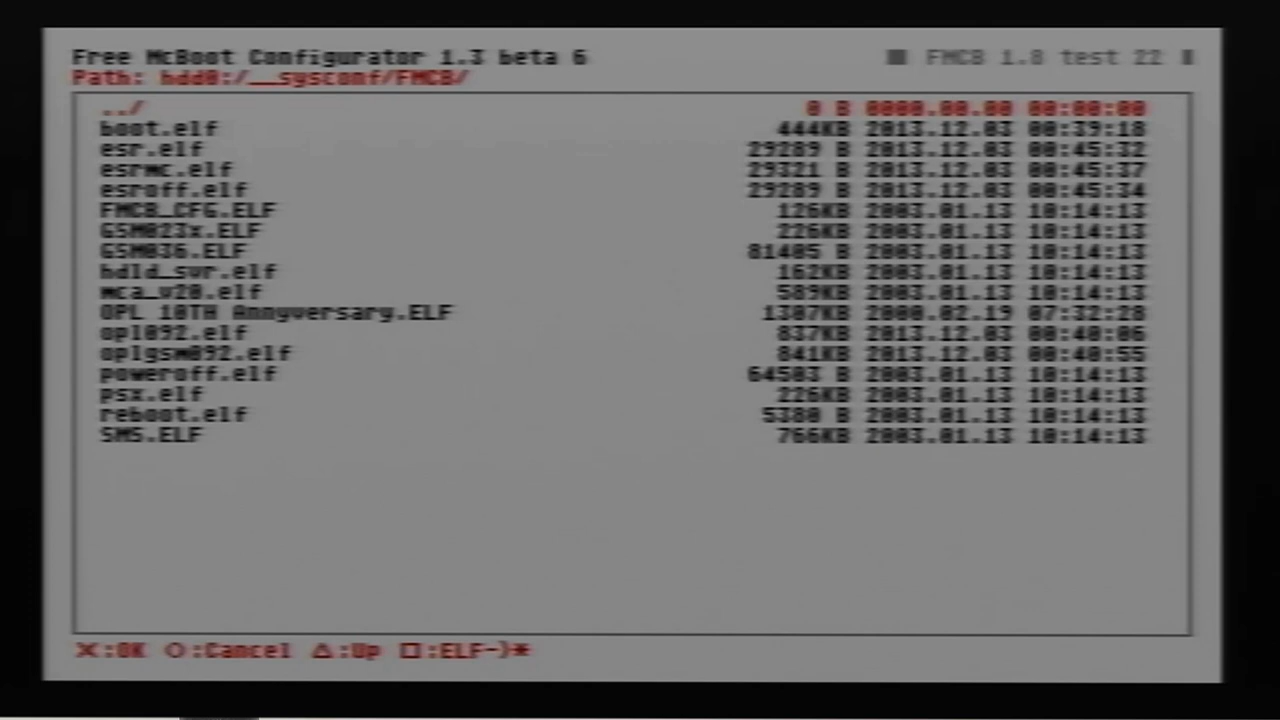 Free McBoot Configurator 1.3 beta 6 FMCB 1.8 test 22
Path: hdd0:/__sysconf/FMCB/
../ 0 B 0000.00.00 00:00:00
boot.elf 444KB 2013.12.03 00:39:18
esr.elf 29289 B 2013.12.03 00:45:32
esrmc.elf 29321 B 2013.12.03 00:45:37
esroff.elf 29289 B 2013.12.03 00:45:34
FMCB_CFG.ELF 126KB 2003.01.13 10:14:13
GSM023x.ELF 226KB 2003.01.13 10:14:13
GSM036.ELF 81405 B 2003.01.13 10:14:13
hdld_svr.elf 162KB 2003.01.13 10:14:13
mca_v20.elf 589KB 2003.01.13 10:14:13
OPL 10TH Annyversary.ELF 1307KB 2000.02.19 07:32:28
opl092.elf 837KB 2013.12.03 00:40:06
oplgsm092.elf 841KB 2013.12.03 00:40:55
poweroff.elf 64503 B 2003.01.13 10:14:13
psx.elf 226KB 2003.01.13 10:14:13
reboot.elf 5380 B 2003.01.13 10:14:13
SMS.ELF 766KB 2003.01.13 10:14:13
X:OK O:Cancel △:Up □:ELF->*